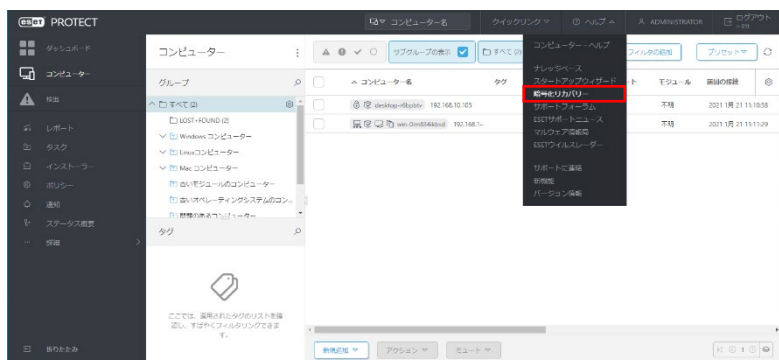 eset PROTECT
コンピューター名
クイックリンク
ヘルプ
ADMINISTRATOR
ログアウト
ダッシュボード
コンピューター
検出
レポート
タスク
インストーラー
ポリシー
通知
ステータス概要
詳細
折りたたみ
コンピューター
グループ
すべて (2)
LOST+FOUND (2)
Windows コンピューター
Linuxコンピューター
Mac コンピューター
古いモジュールのコンピューター
古いオペレーティングシステムのコン...
問題のあるコンピューター
タグ
ここでは、適用されたタグのリストを確
認し、すばやくフィルタリングできま
す。
サブグループの表示
すべて (2)
フィルタの追加
プリセット
コンピューター名
タグ
モジュール
前回の接続
192.168.10.105
不明
2021 1月 21 11:10:58
192.168.1...
不明
2021 1月 21 11:11:29
コンピューター - ヘルプ
ナレッジベース
スタートアップウィザード
暗号化リカバリー
サポートフォーラム
ESETサポートニュース
マルウェア情報局
ESETウイルスレーダー
サポートに連絡
新機能
バージョン情報
新規追加
アクション
ミュート
1